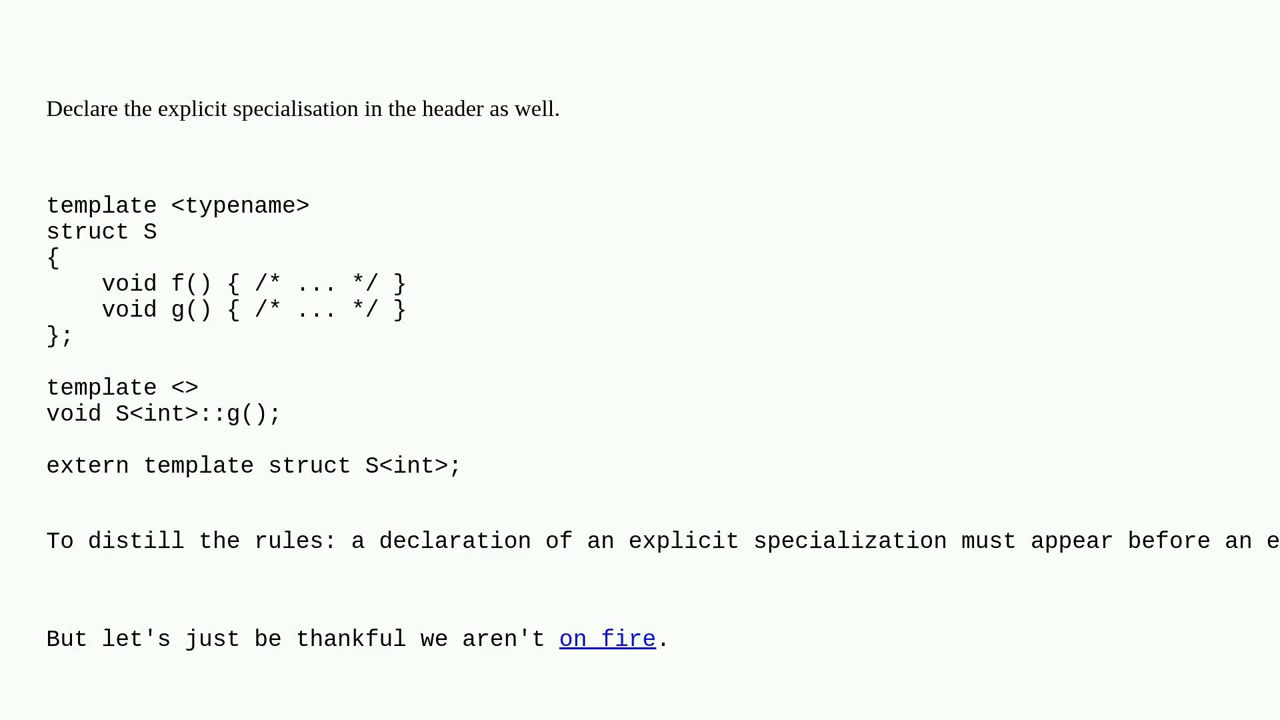 Declare the explicit specialisation in the header as well.
template <typename>
struct S
{
    void f() { /* ... */ }
    void g() { /* ... */ }
};
template <>
void S<int>::g();
extern template struct S<int>;
To distill the rules: a declaration of an explicit specialization must appear before an
But let's just be thankful we aren't on fire.